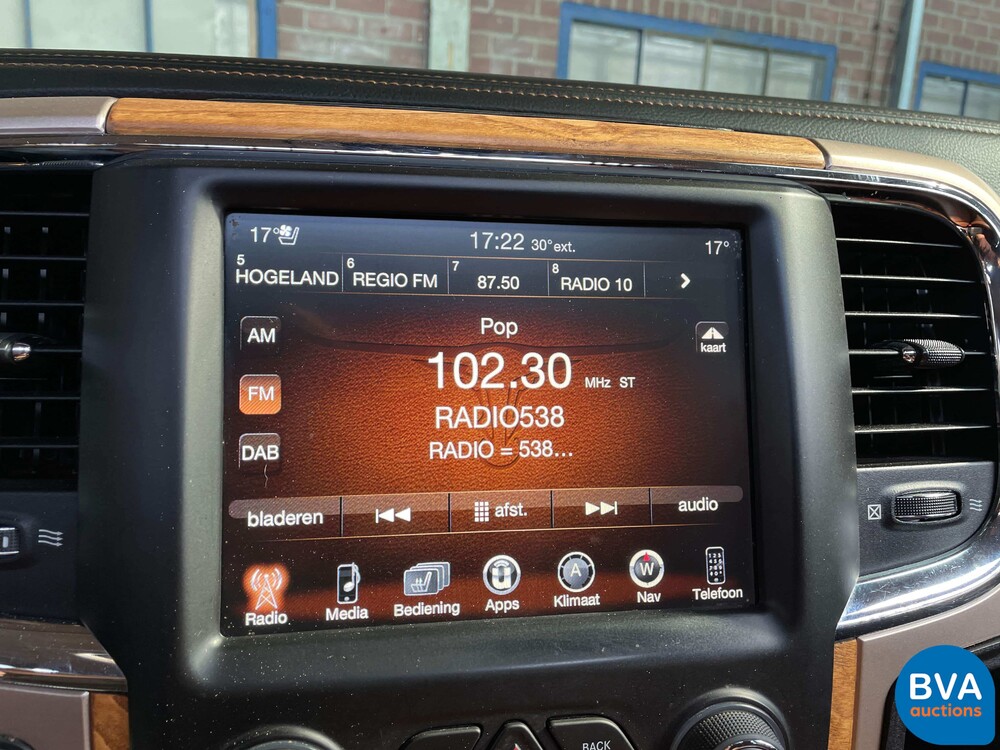 17° 17:22 30°ext. 17°
5 HOGELAND 6 REGIO FM 7 87.50 8 RADIO 10
Pop
AM
kaart
102.30 MHz ST
FM
RADIO538
DAB
RADIO = 538...
bladeren afst. audio
Radio Media Bediening Apps A Klimaat W Nav Telefoon
BACK
BVA
auctions